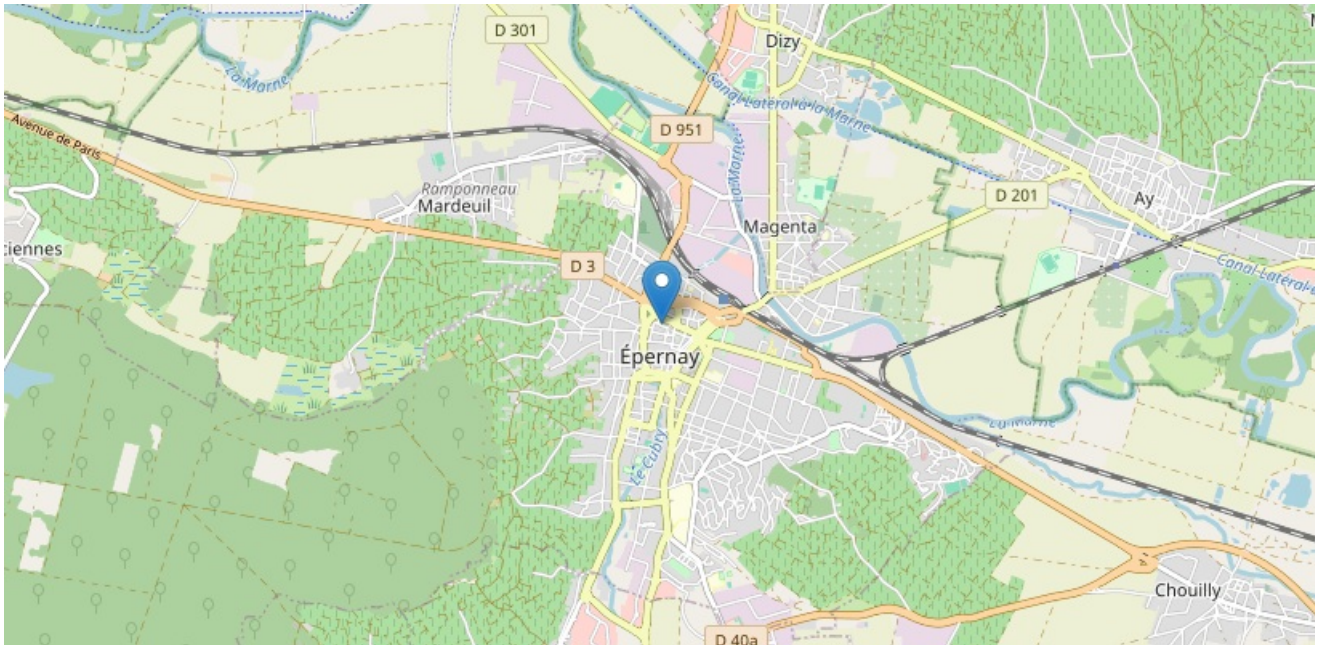 D 301
Dizy
La Marne
Canal Latéral à la Marne
Avenue de Paris
D 951
La Marne
Ramponneau
Mardeuil
D 201
Ay
Magenta
ciennes
D 3
Canal Latéral
Épernay
La Marne
Le Cubry
Chouilly
D 40a